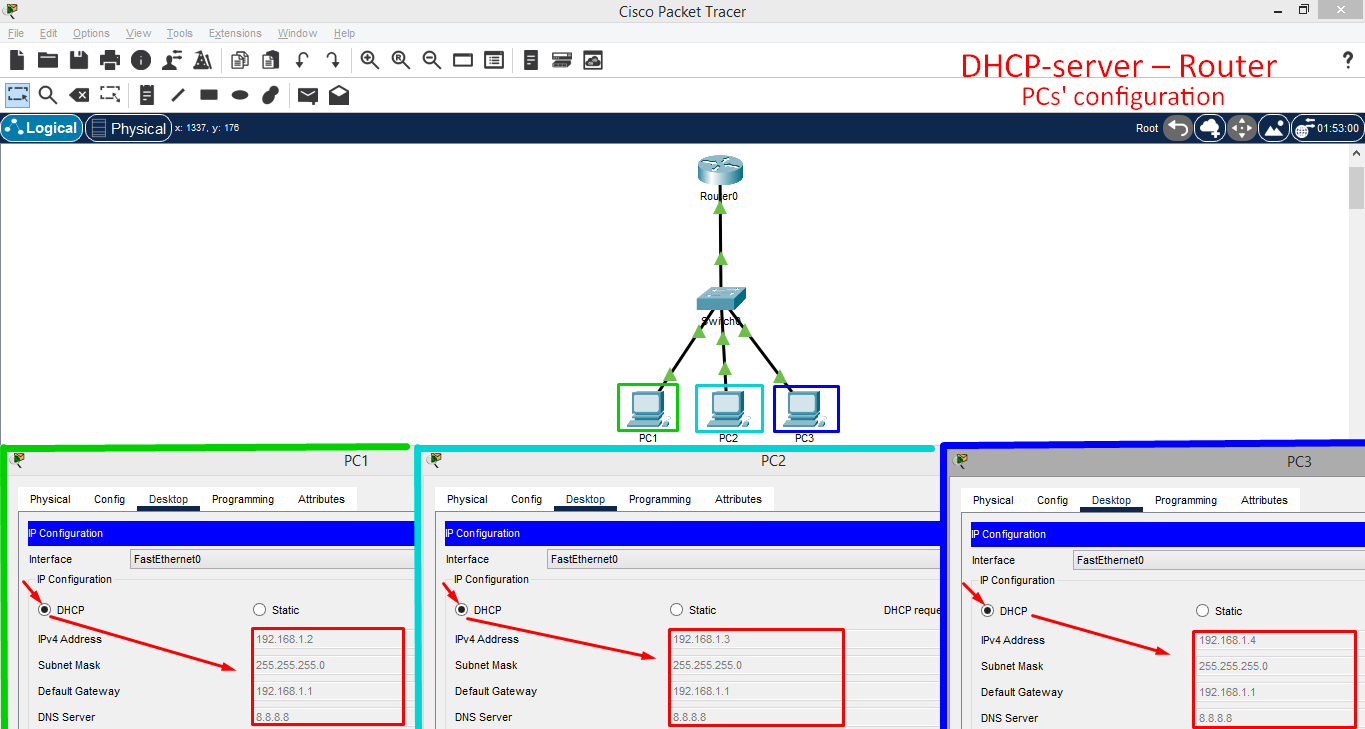 Cisco Packet Tracer
File Edit Options View Tools Extensions Window Help
DHCP-server – Router
PCs' configuration
?
Logical Physical x: 1337, y: 176 Root 01:53:00
Router0
Switch0
PC1 PC2 PC3
PC1
Physical Config Desktop Programming Attributes
IP Configuration
Interface FastEthernet0
IP Configuration
DHCP Static
IPv4 Address 192.168.1.2
Subnet Mask 255.255.255.0
Default Gateway 192.168.1.1
DNS Server 8.8.8.8
PC2
Physical Config Desktop Programming Attributes
IP Configuration
Interface FastEthernet0
IP Configuration
DHCP Static DHCP reque
IPv4 Address 192.168.1.3
Subnet Mask 255.255.255.0
Default Gateway 192.168.1.1
DNS Server 8.8.8.8
PC3
Physical Config Desktop Programming Attributes
IP Configuration
Interface FastEthernet0
IP Configuration
DHCP Static
IPv4 Address 192.168.1.4
Subnet Mask 255.255.255.0
Default Gateway 192.168.1.1
DNS Server 8.8.8.8